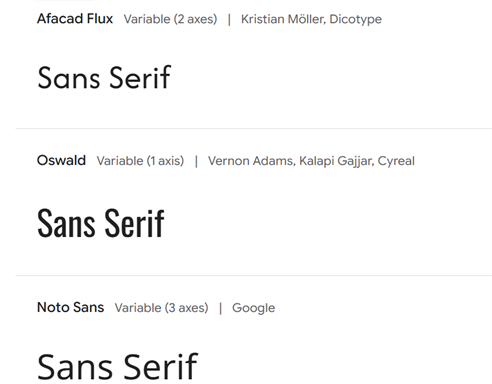 Afacad Flux Variable (2 axes) | Kristian Möller, Dicotype
Sans Serif
Oswald Variable (1 axis) | Vernon Adams, Kalapi Gajjar, Cyreal
Sans Serif
Noto Sans Variable (3 axes) | Google
Sans Serif